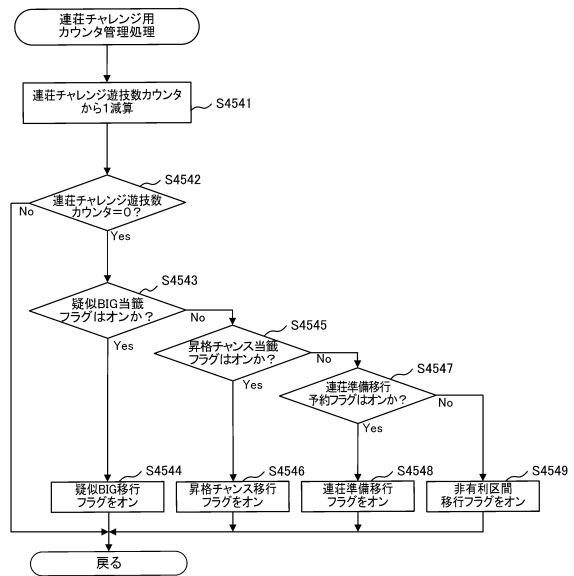 連荘チャレンジ用
カウンタ管理処理
連荘チャレンジ遊技数カウンタ
から1減算
S4541
S4542
連荘チャレンジ遊技数
カウンタ=0?
No
Yes
S4543
疑似BIG当籤
フラグはオンか?
No
Yes
S4545
昇格チャンス当籤
フラグはオンか?
No
Yes
S4547
連荘準備移行
予約フラグはオンか?
No
Yes
S4544
疑似BIG移行
フラグをオン
S4546
昇格チャンス移行
フラグをオン
S4548
連荘準備移行
フラグをオン
S4549
非有利区間
移行フラグをオン
戻る